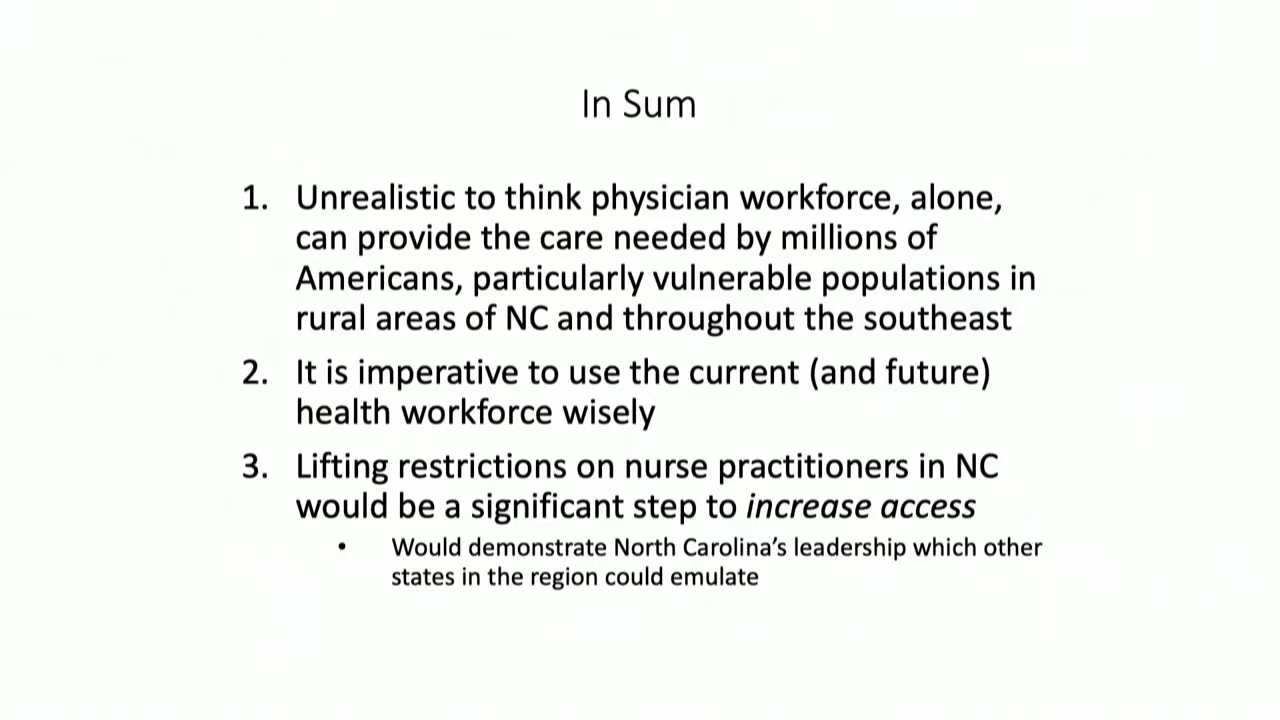 In Sum
1. Unrealistic to think physician workforce, alone,
can provide the care needed by millions of
Americans, particularly vulnerable populations in
rural areas of NC and throughout the southeast
2. It is imperative to use the current (and future)
health workforce wisely
3. Lifting restrictions on nurse practitioners in NC
would be a significant step to increase access
• Would demonstrate North Carolina’s leadership which other
states in the region could emulate